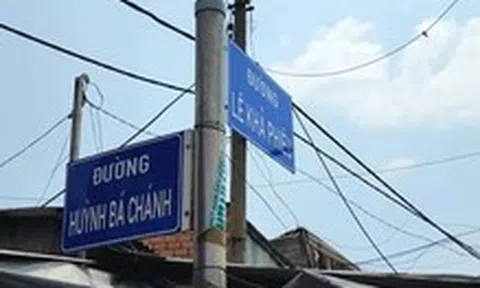 ĐƯỜNG
HUỲNH BÁ CHÁNH
ĐƯỜNG
LÊ KHẢ PHIÊU